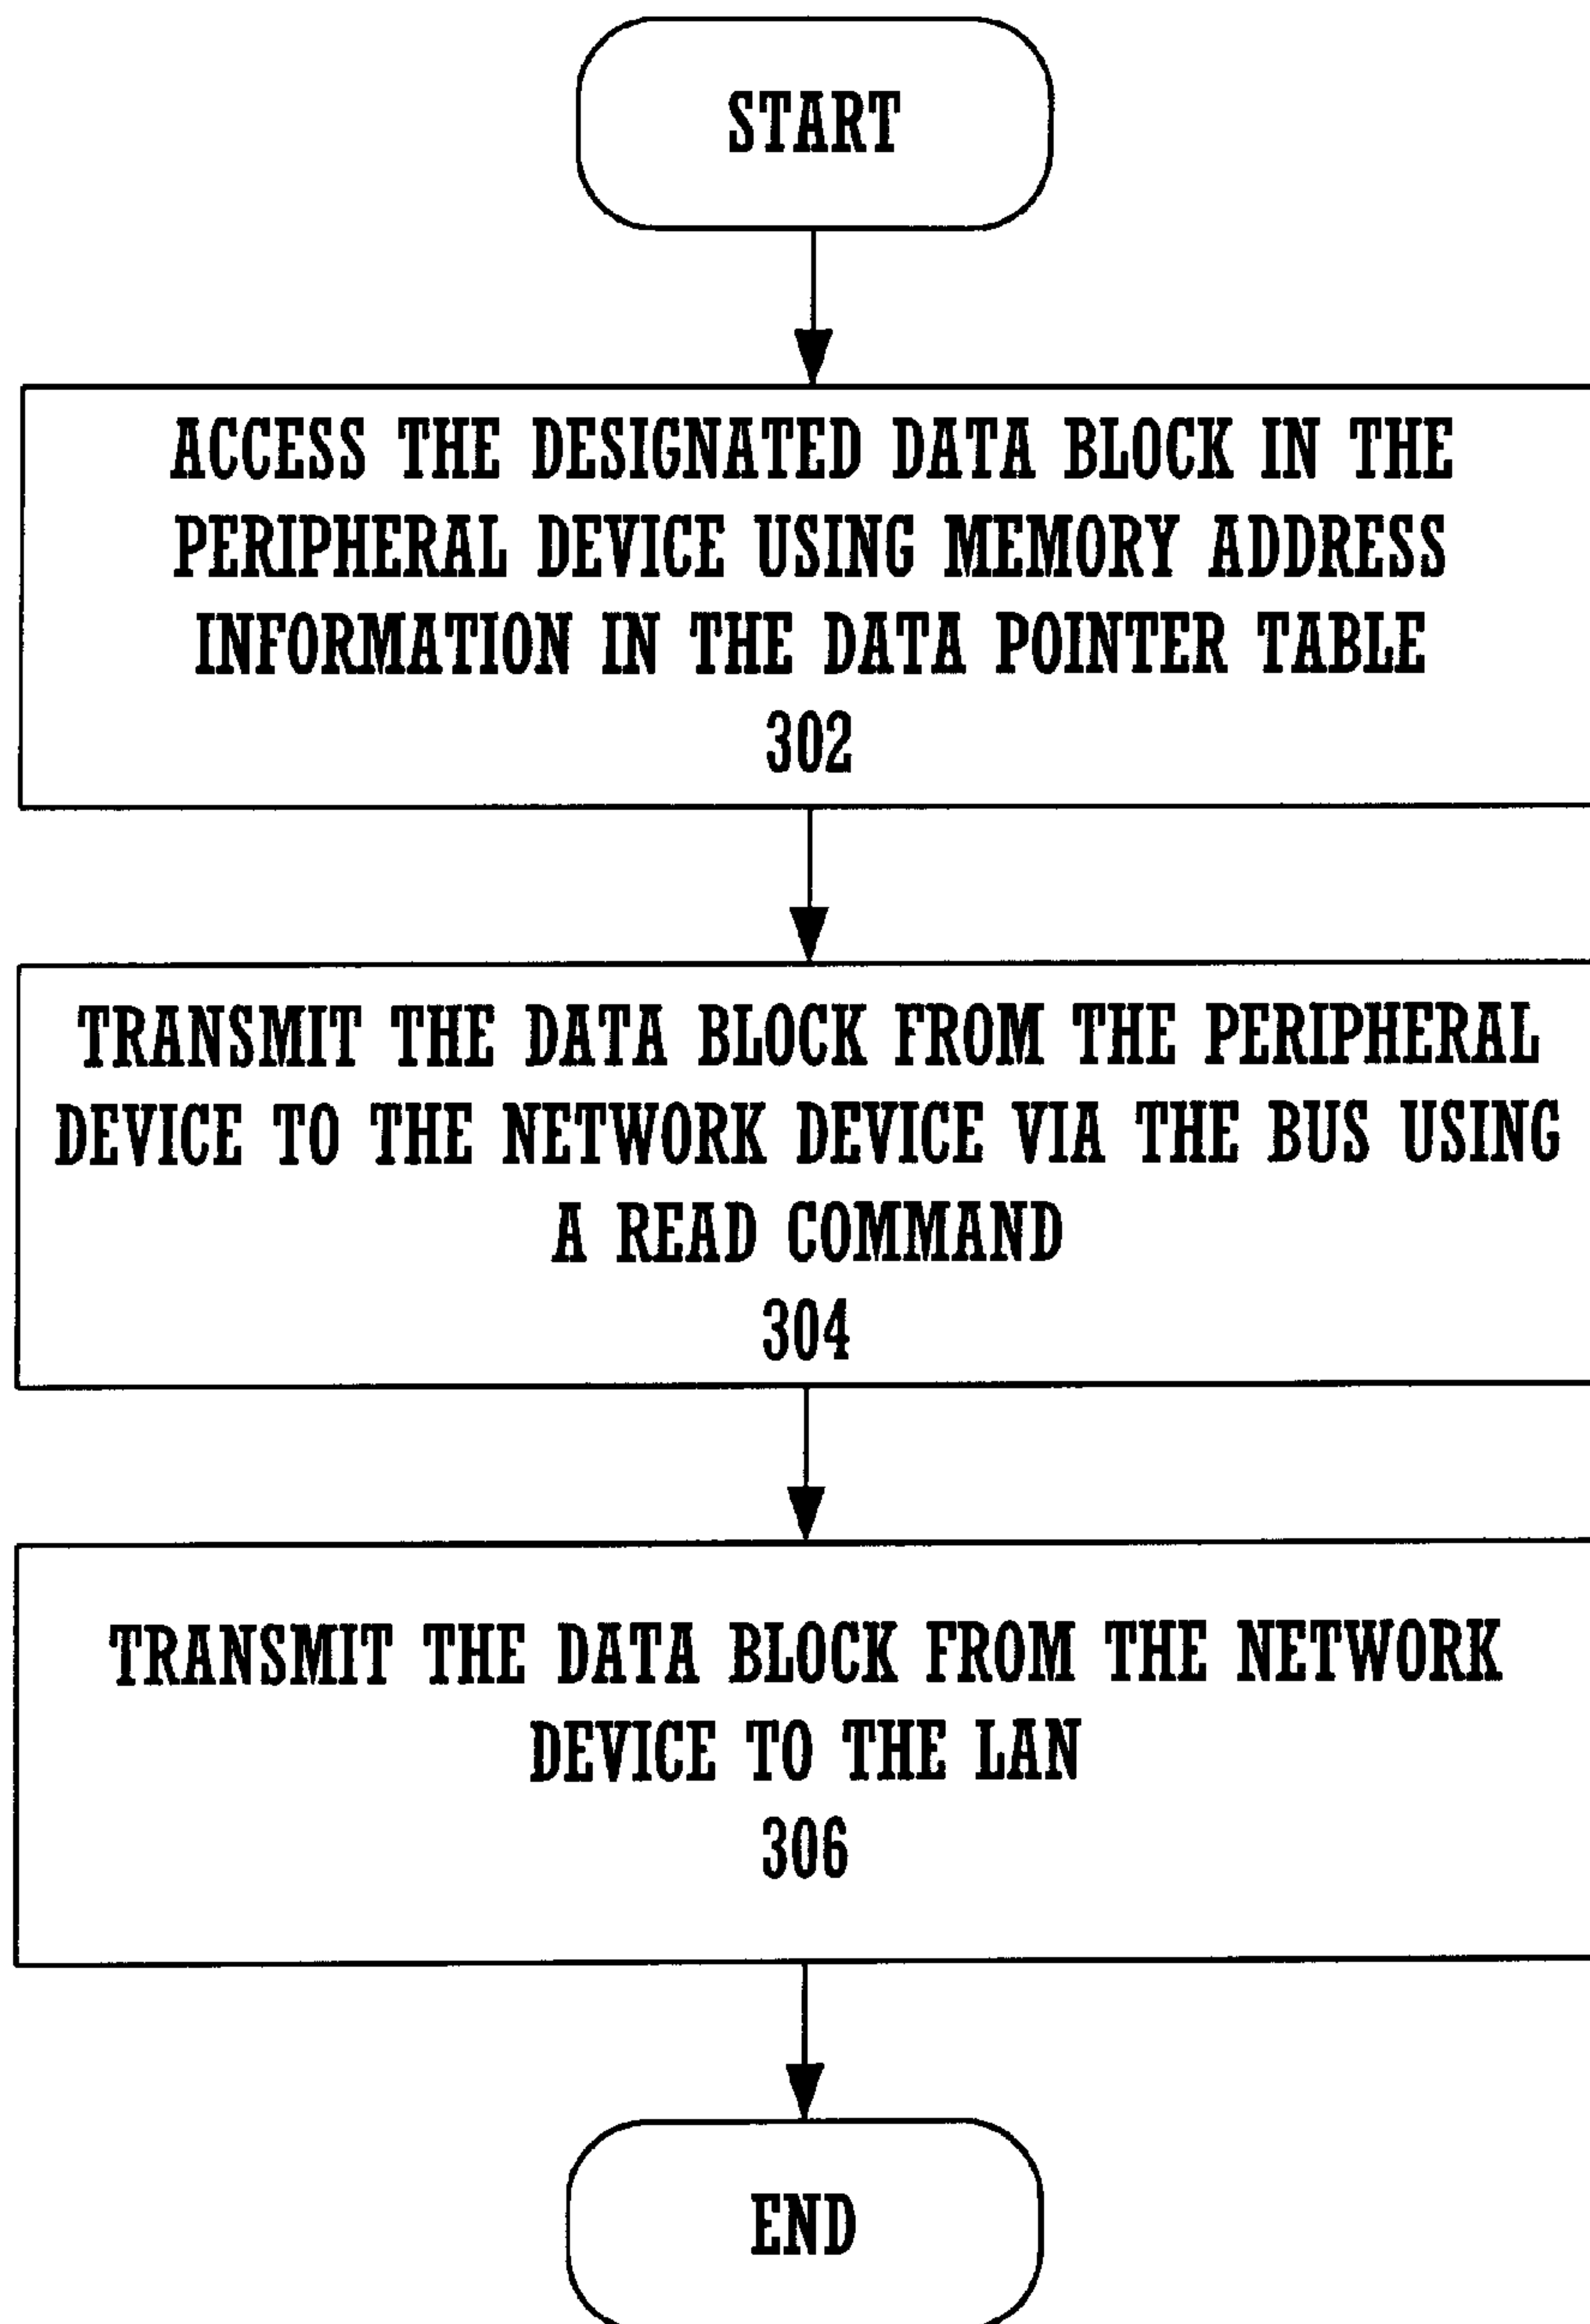 START
ACCESS THE DESIGNATED DATA BLOCK IN THE
PERIPHERAL DEVICE USING MEMORY ADDRESS
INFORMATION IN THE DATA POINTER TABLE
302
TRANSMIT THE DATA BLOCK FROM THE PERIPHERAL
DEVICE TO THE NETWORK DEVICE VIA THE BUS USING
A READ COMMAND
304
TRANSMIT THE DATA BLOCK FROM THE NETWORK
DEVICE TO THE LAN
306
END